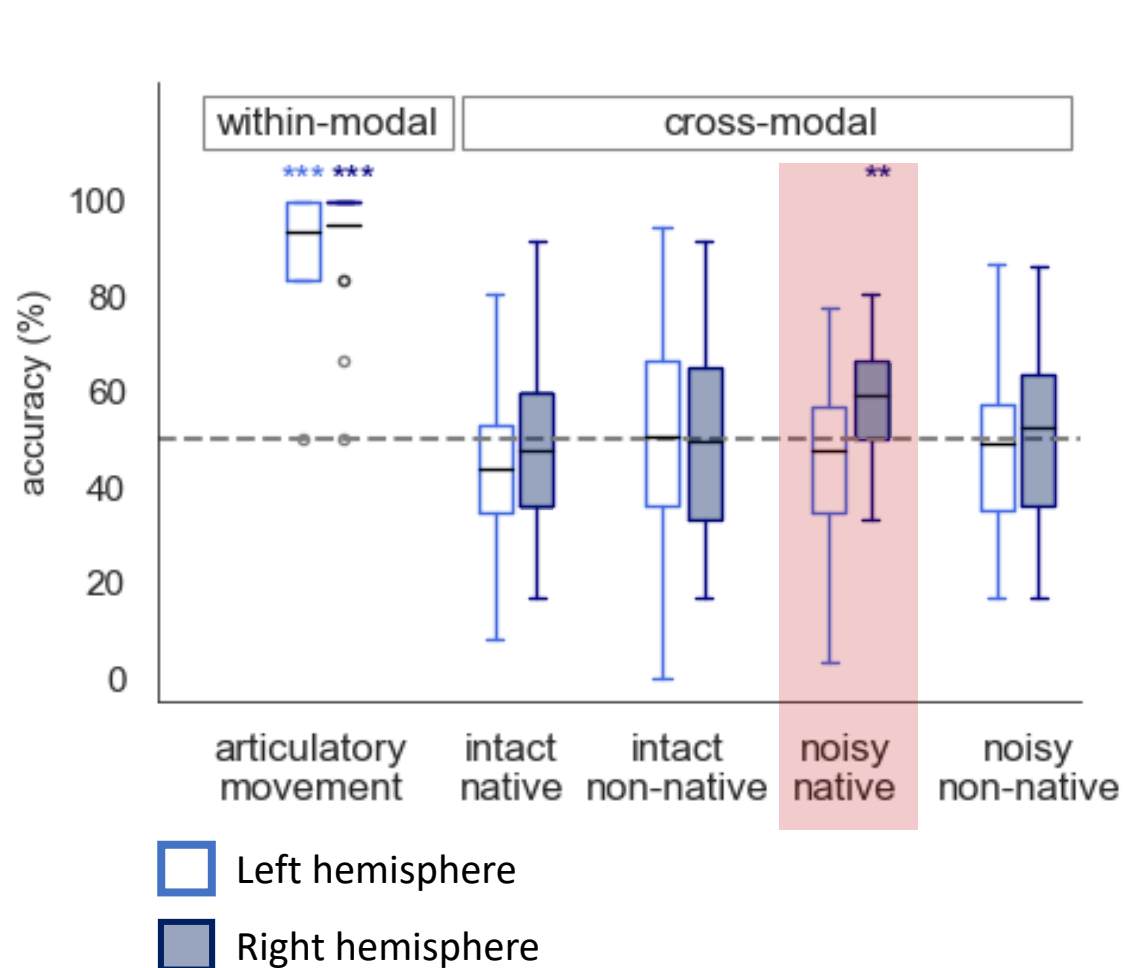 within-modal
cross-modal
*** ***
**
100
80
60
40
20
0
accuracy (%)
articulatory
movement
intact
native
intact
non-native
noisy
native
noisy
non-native
Left hemisphere
Right hemisphere